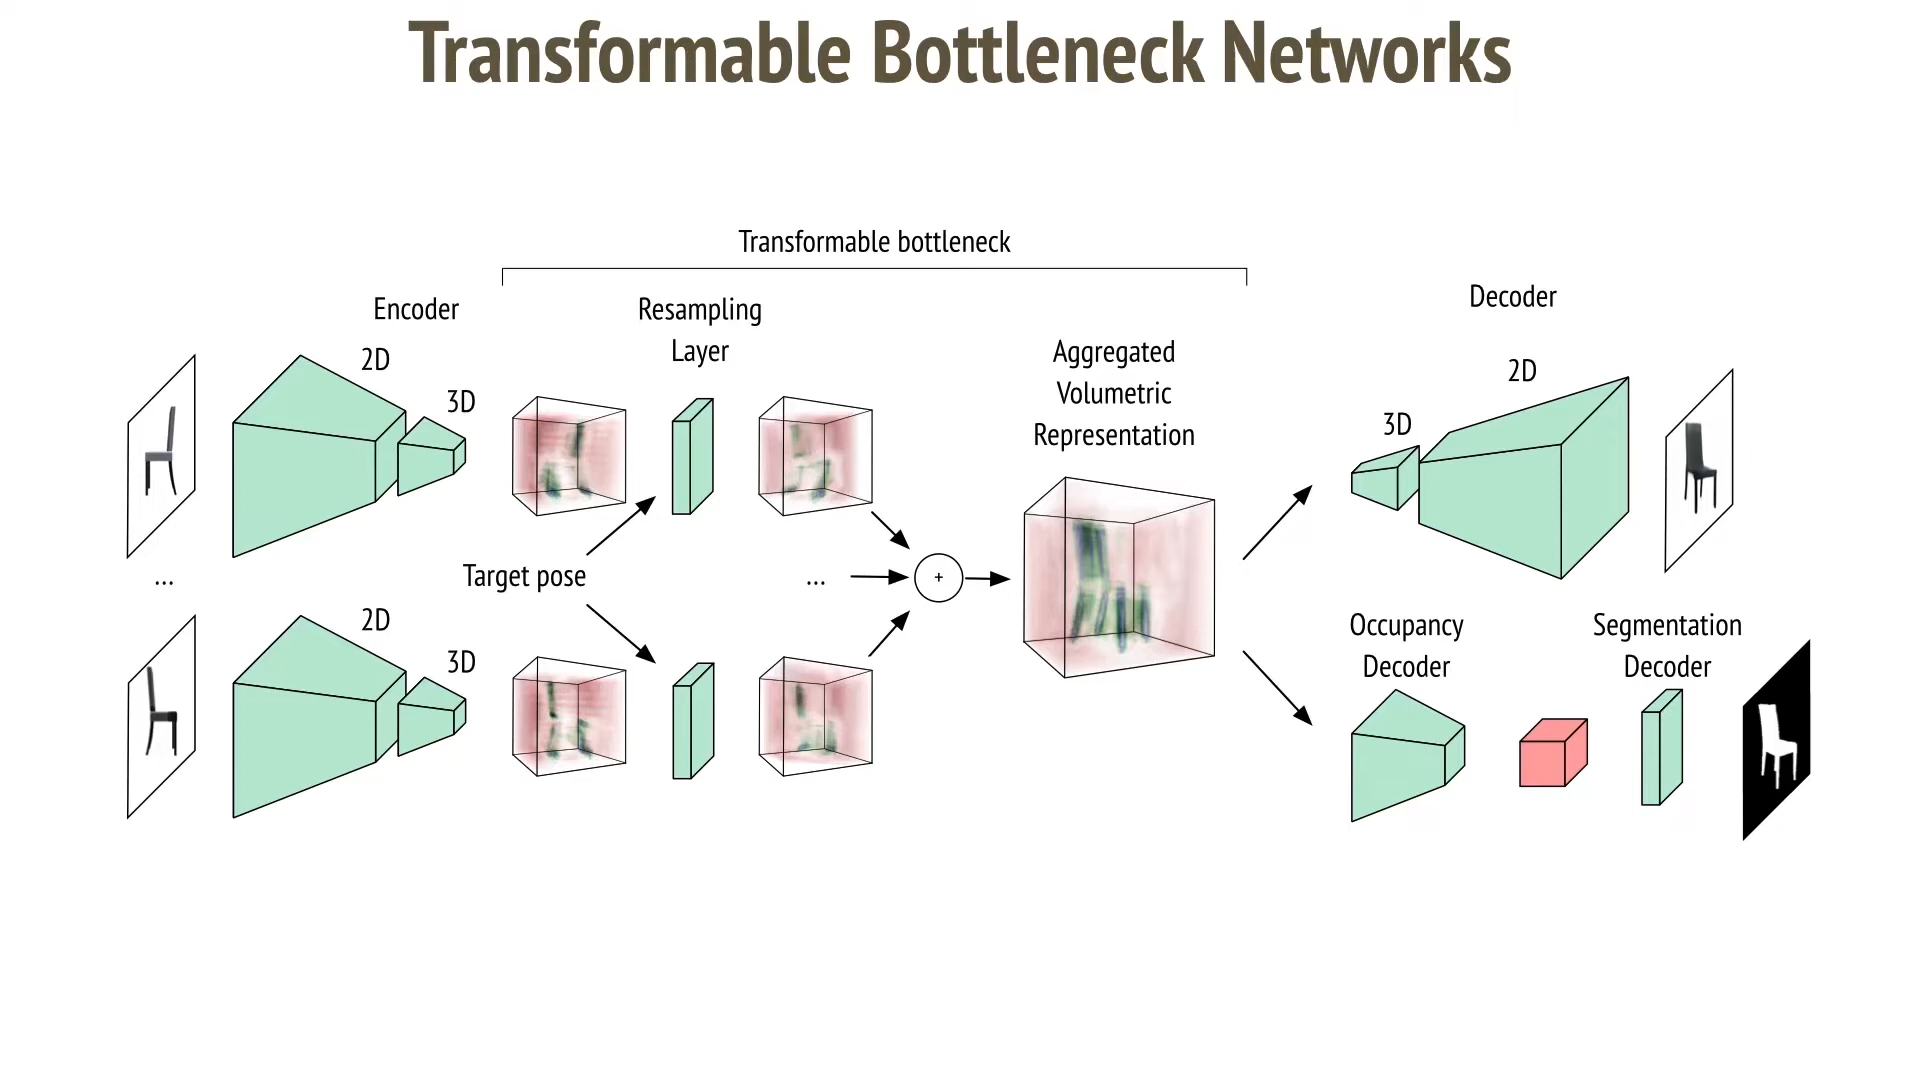 Transformable Bottleneck Networks
Transformable bottleneck
Encoder
2D
3D
Resampling
Layer
Aggregated
Volumetric
Representation
Decoder
3D
2D
...
Target pose
...
+
2D
3D
Occupancy
Decoder
Segmentation
Decoder